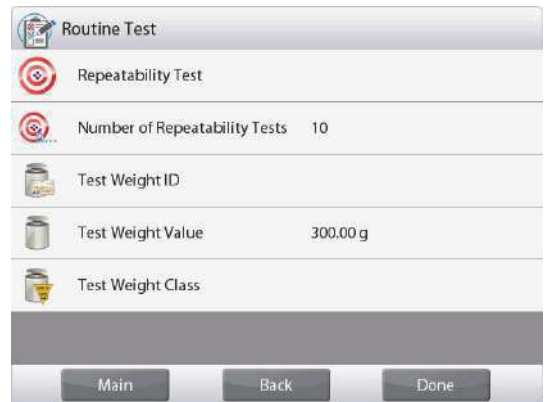 Routine Test
Repeatability Test
Number of Repeatability Tests 10
Test Weight ID
Test Weight Value 300.00 g
Test Weight Class
Main Back Done